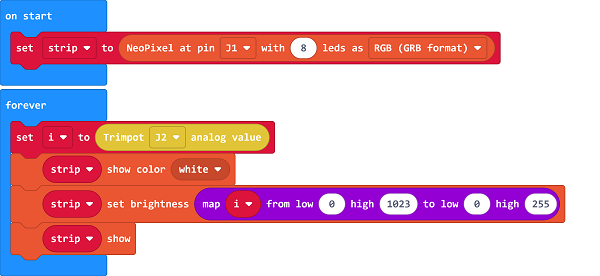 on start
set strip to NeoPixel at pin J1 with 8 leds as RGB (GRB format)
forever
set i to Trimpot J2 analog value
strip show color white
strip set brightness map i from low 0 high 1023 to low 0 high 255
strip show